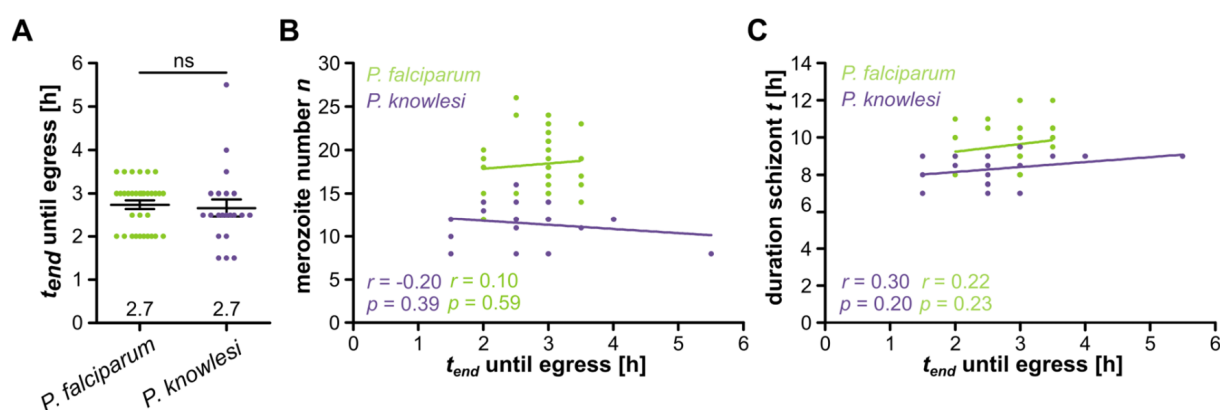 A
ns
t_end until egress [h]
6
5
4
3
2
1
0
2.7
2.7
P. falciparum
P. knowlesi
B
merozoite number n
30
25
20
15
10
5
0
P. falciparum
P. knowlesi
r = -0.20 r = 0.10
p = 0.39 p = 0.59
0 1 2 3 4 5 6
t_end until egress [h]
C
duration schizont t [h]
14
12
10
8
6
4
2
0
P. falciparum
P. knowlesi
r = 0.30 r = 0.22
p = 0.20 p = 0.23
0 1 2 3 4 5 6
t_end until egress [h]